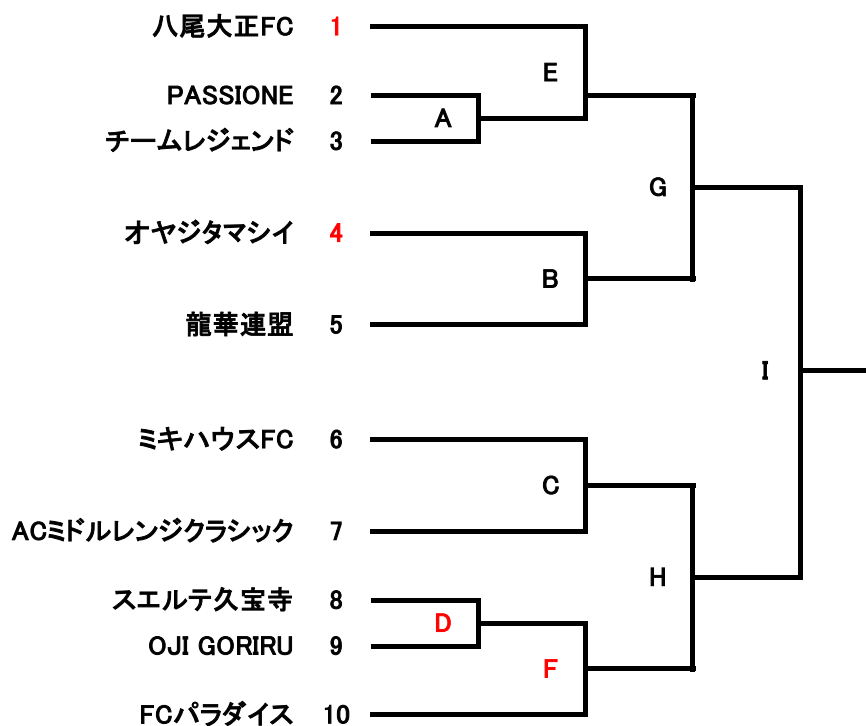 八尾大正FC 1
E
PASSIONE 2
A
チームレジェンド 3
G
オヤジタマシイ 4
B
龍華連盟 5
I
ミキハウスFC 6
C
ACミドルレンジクラシック 7
H
スエルテ久宝寺 8
D
OJI GORIRU 9
F
FCパラダイス 10